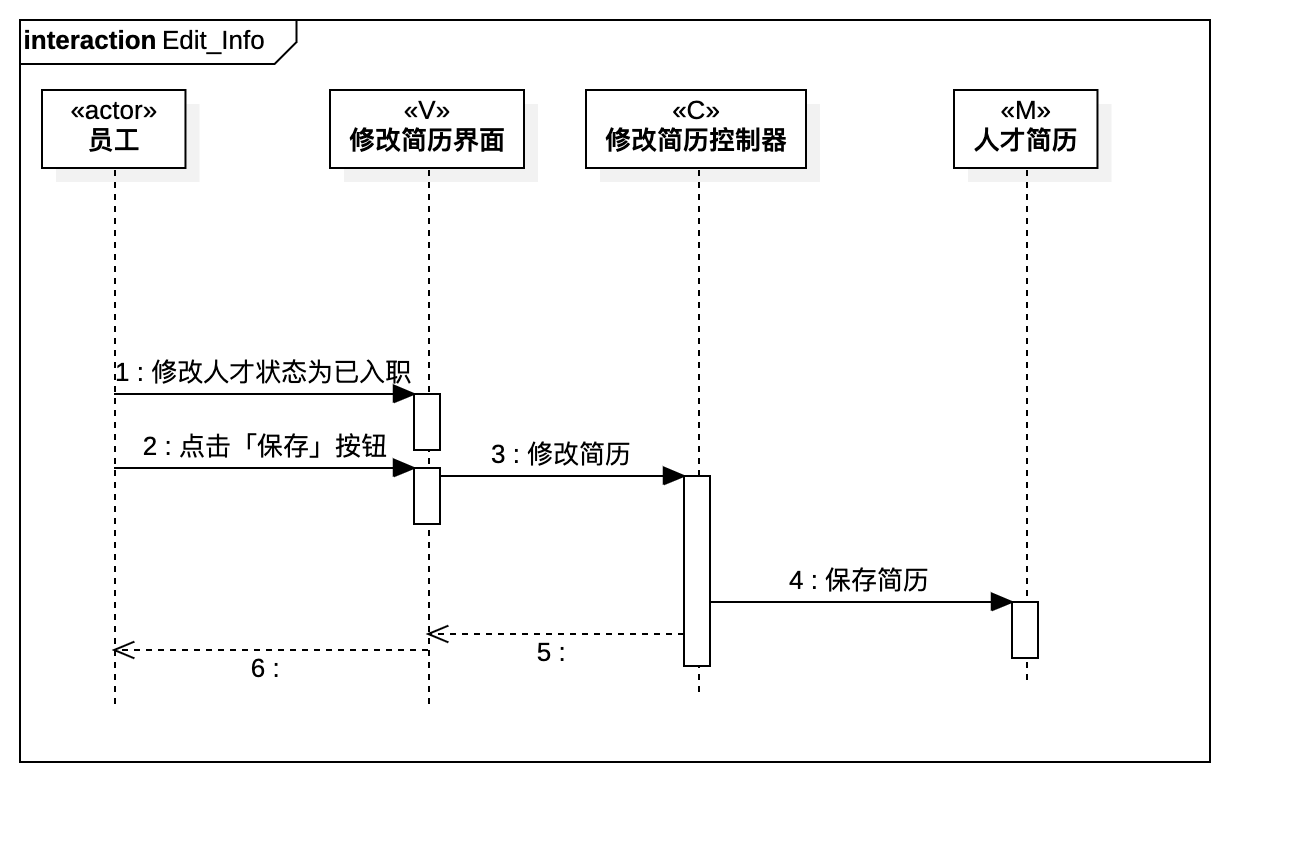 interaction Edit_Info
«actor»
员工
«V»
修改简历界面
«C»
修改简历控制器
«M»
人才简历
1 : 修改人才状态为已入职
2 : 点击「保存」按钮
3 : 修改简历
4 : 保存简历
5 :
6 :